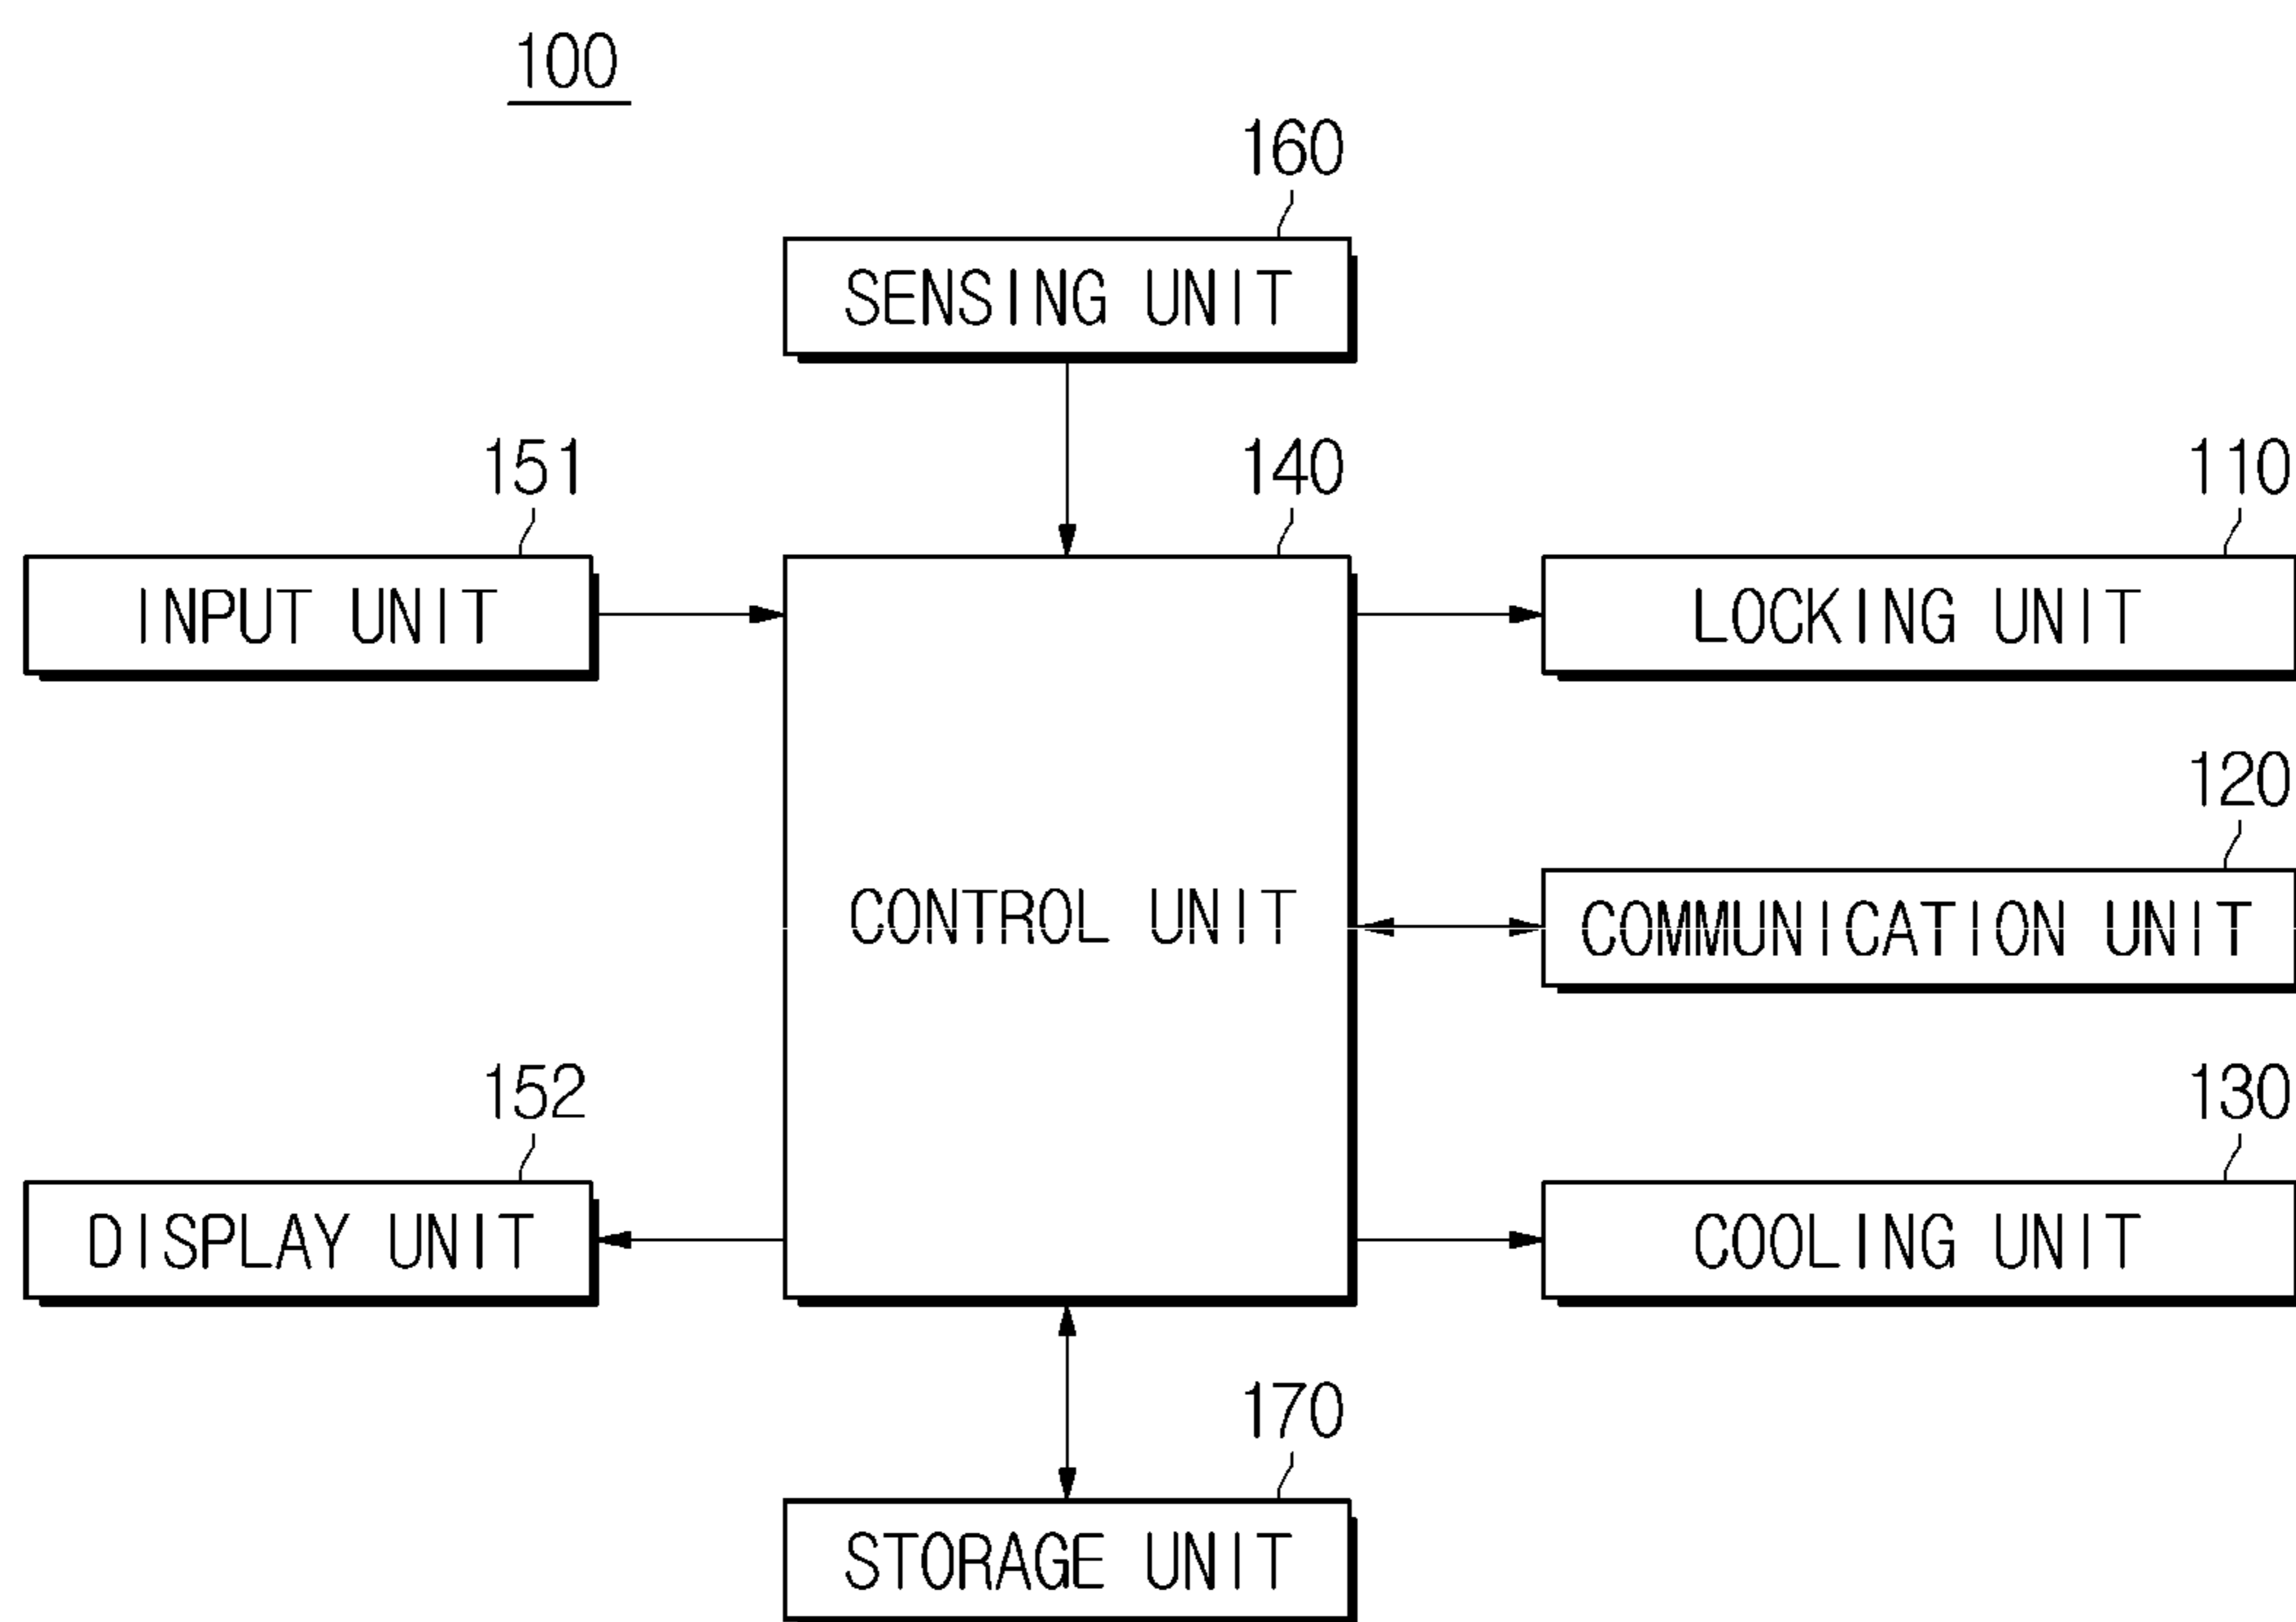 100
160
SENSING UNIT
151
140
110
INPUT UNIT
LOCKING UNIT
120
CONTROL UNIT
COMMUNICATION UNIT
152
130
DISPLAY UNIT
COOLING UNIT
170
STORAGE UNIT